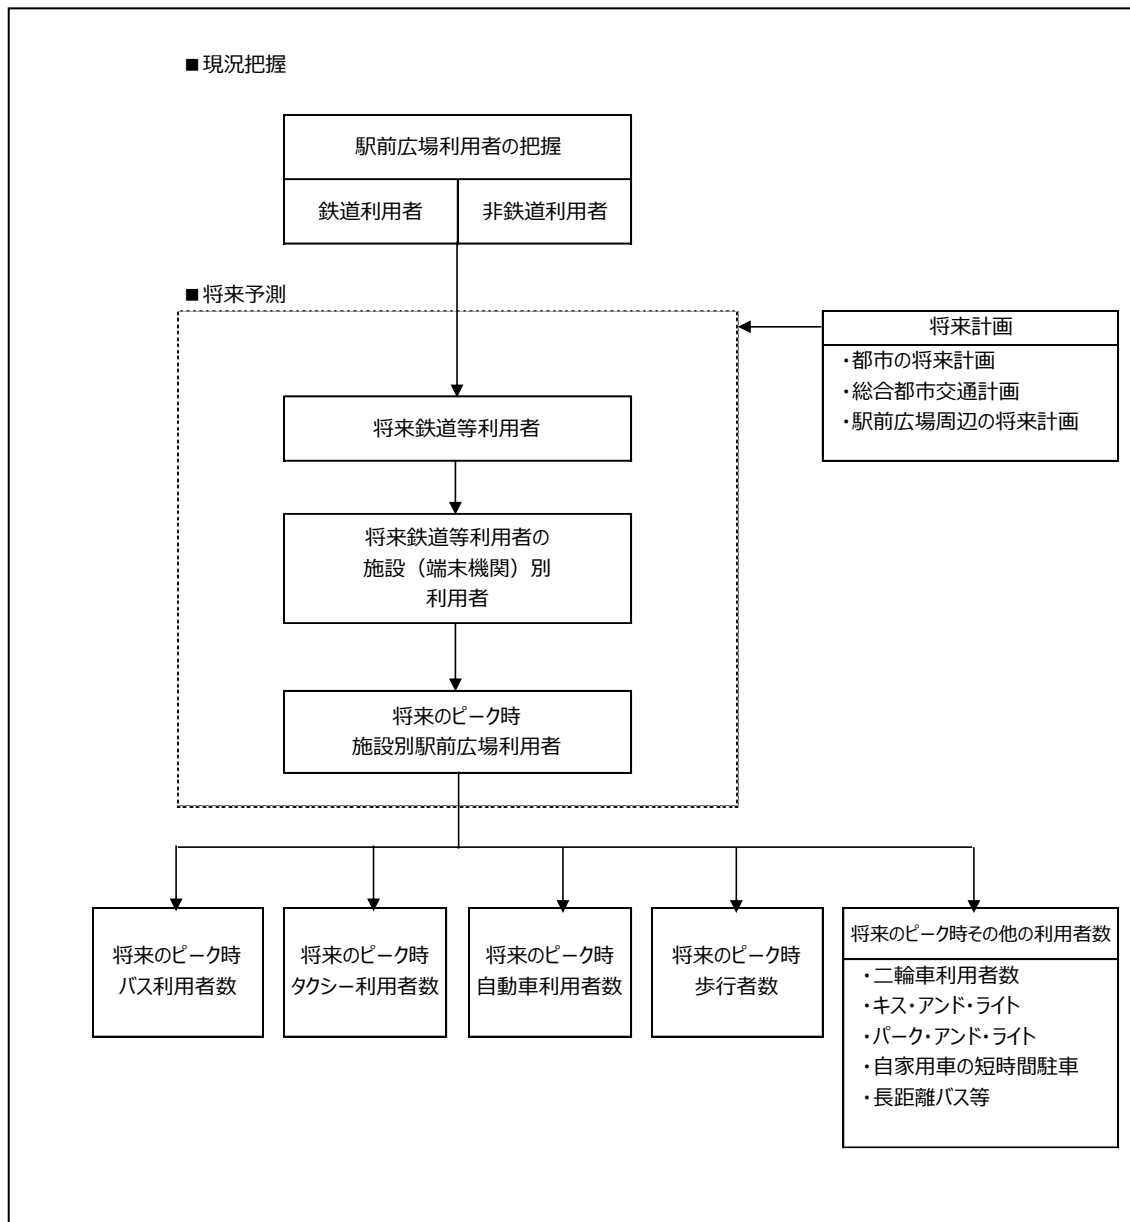 ■現況把握
駅前広場利用者の把握
鉄道利用者
非鉄道利用者
■将来予測
将来計画
・都市の将来計画
・総合都市交通計画
・駅前広場周辺の将来計画
将来鉄道等利用者
将来鉄道等利用者の
施設（端末機関）別
利用者
将来のピーク時
施設別駅前広場利用者
将来のピーク時
バス利用者数
将来のピーク時
タクシー利用者数
将来のピーク時
自動車利用者数
将来のピーク時
歩行者数
将来のピーク時その他の利用者数
・二輪車利用者数
・キス・アンド・ライト
・パーク・アンド・ライト
・自家用車の短時間駐車
・長距離バス等